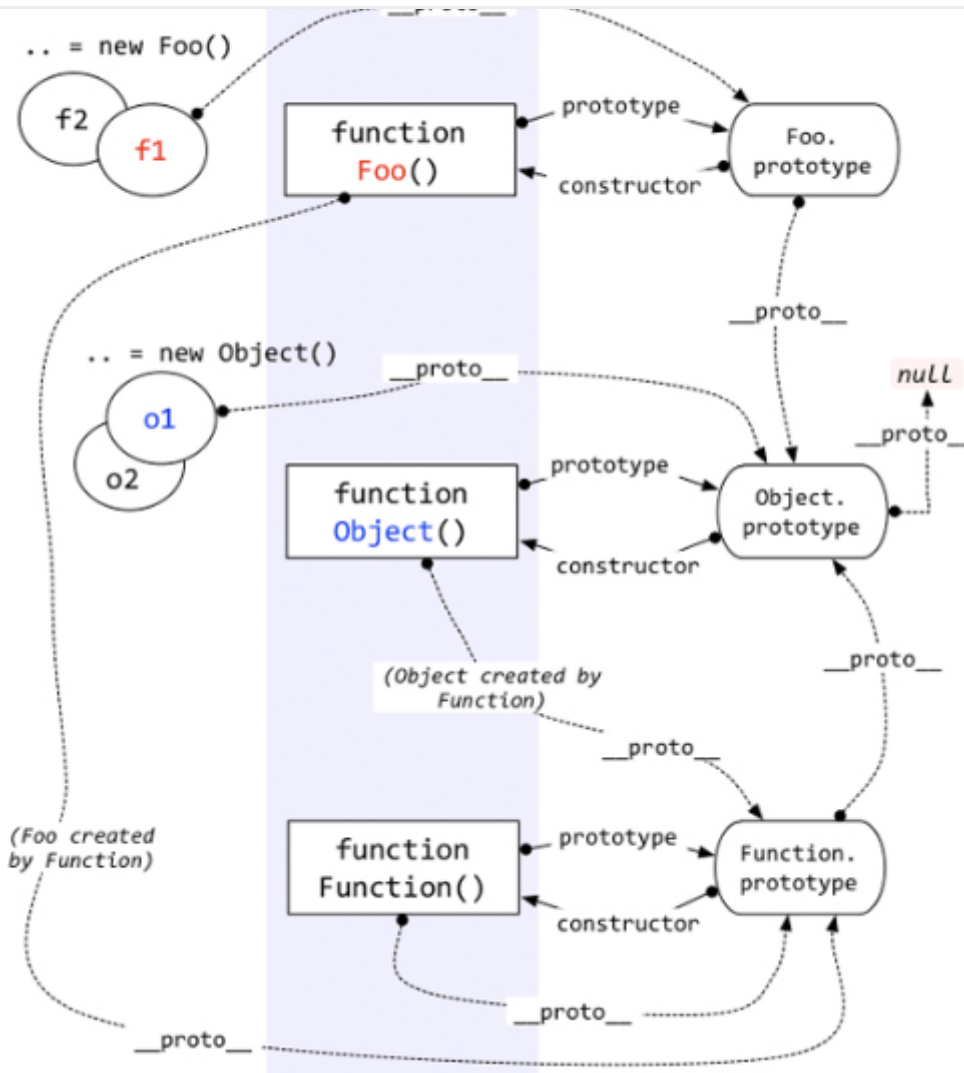 __proto__
.. = new Foo()
f2
f1
function
Foo()
prototype
constructor
Foo.
prototype
__proto__
.. = new Object()
__proto__
null
o1
o2
__proto__
function
Object()
prototype
constructor
Object.
prototype
(Object created by
Function)
__proto__
__proto__
(Foo created
by Function)
function
Function()
prototype
constructor
Function.
prototype
__proto__
__proto__